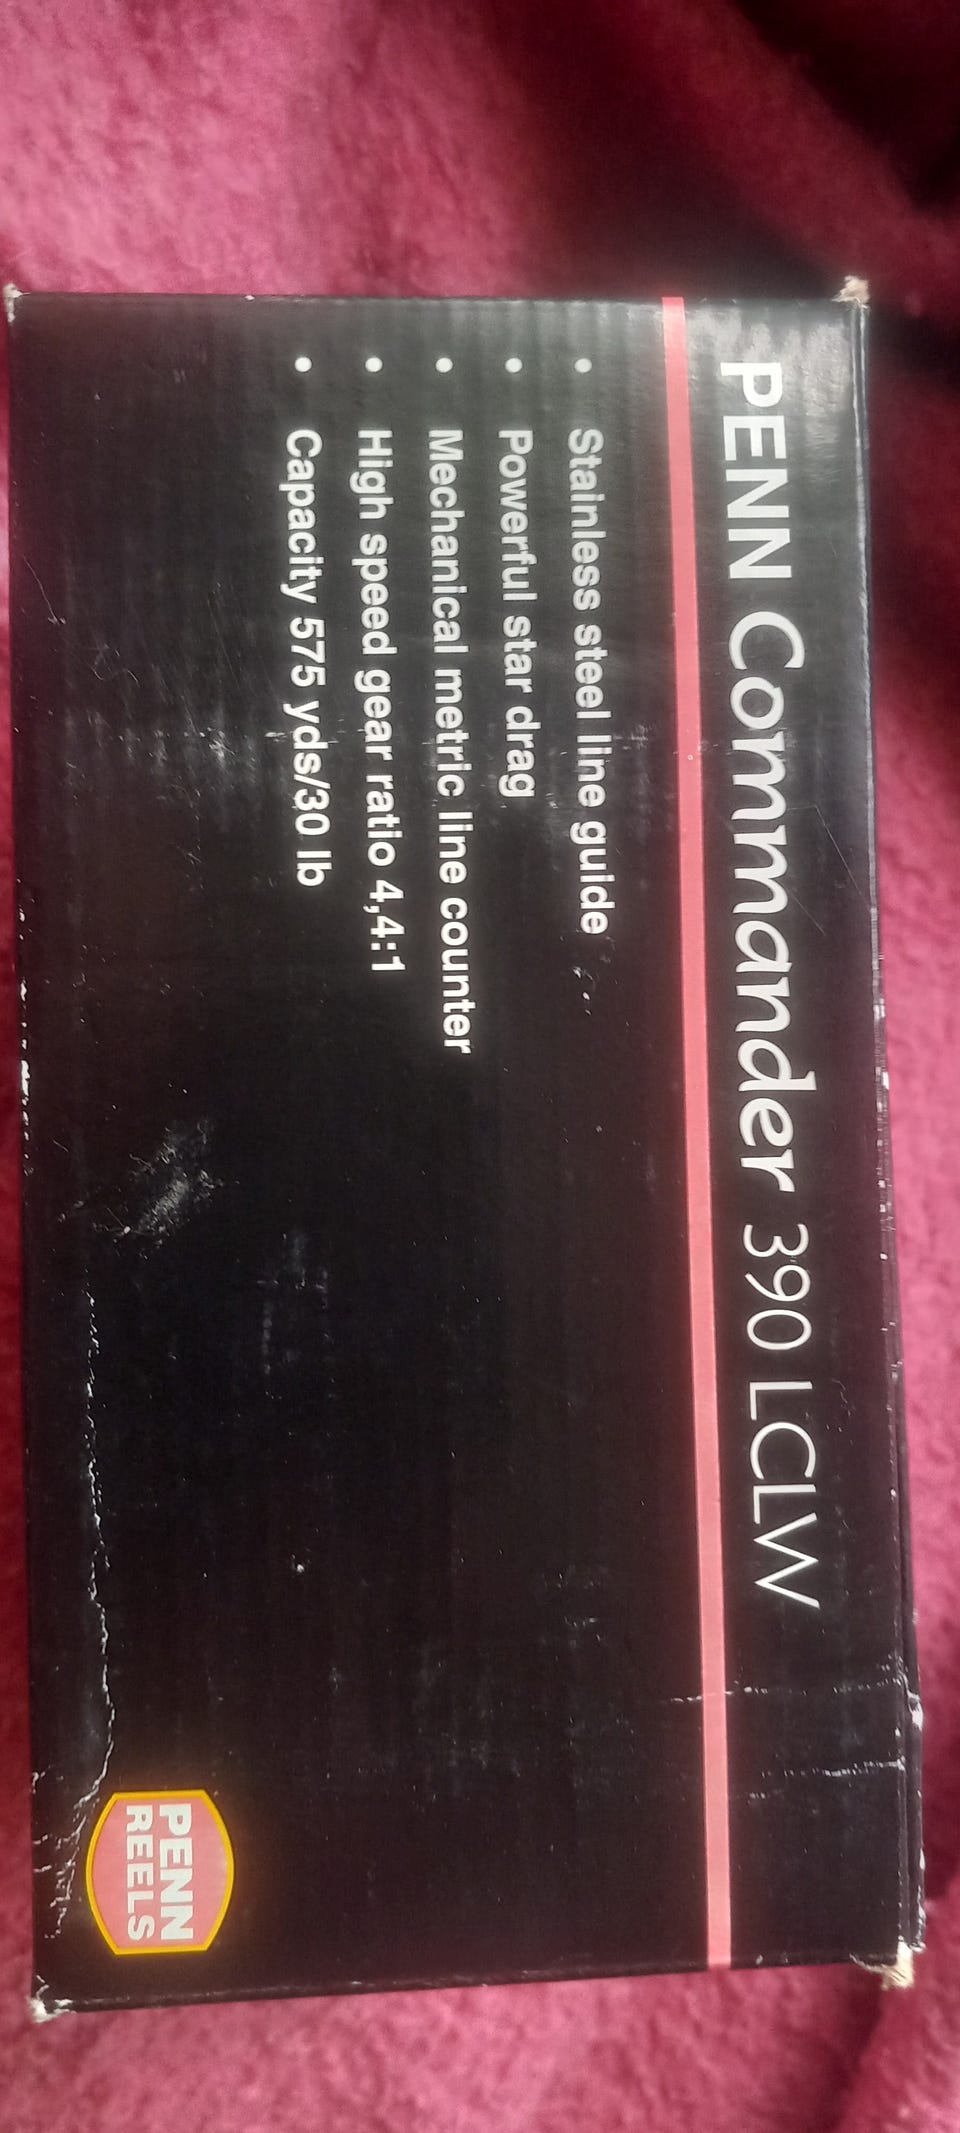 PENN Commander 390 LCLW
• Stainless steel line guide
• Powerful star drag
• Mechanical metric line counter
• High speed gear ratio 4,4:1
• Capacity 575 yds/30 lb
PENN
REELS